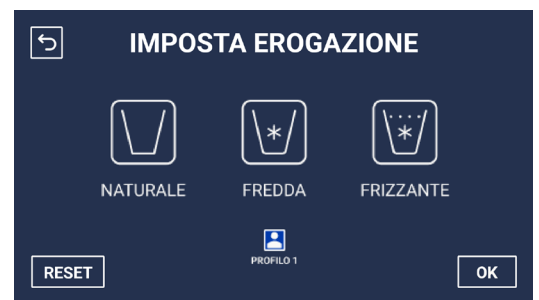 IMPOSTA EROGAZIONE
NATURALE
FREDDA
FRIZZANTE
PROFILO 1
RESET
OK